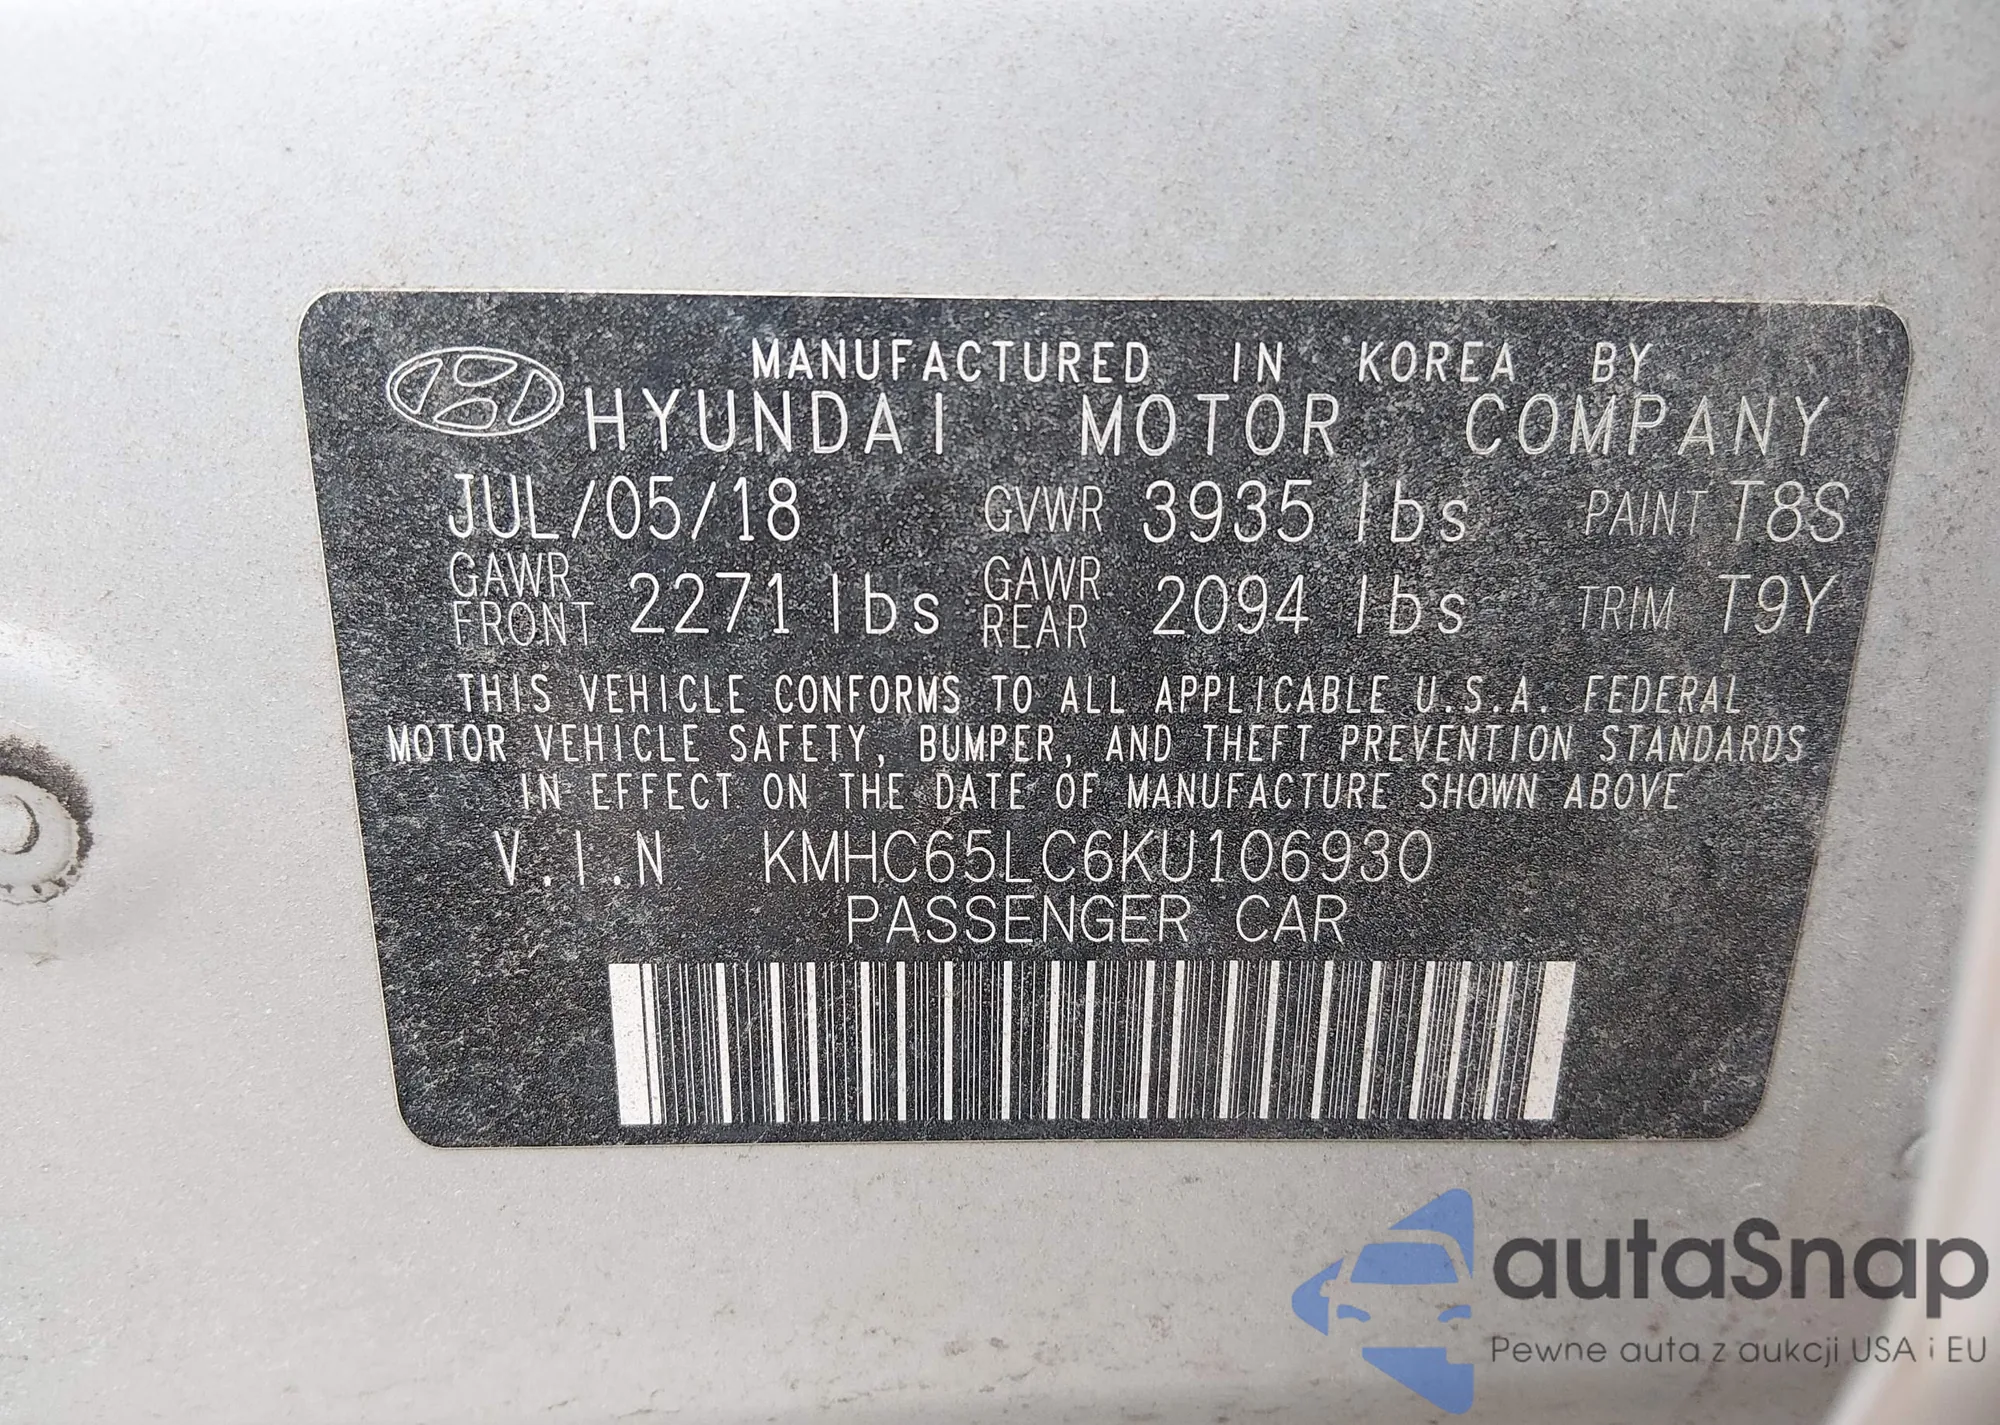 MANUFACTURED IN KOREA BY
HYUNDAI MOTOR COMPANY
JUL/05/18 GVWR 3935 lbs PAINT T8S
GAWR FRONT 2271 lbs GAWR REAR 2094 lbs TRIM T9Y
THIS VEHICLE CONFORMS TO ALL APPLICABLE U.S.A. FEDERAL
MOTOR VEHICLE SAFETY, BUMPER, AND THEFT PREVENTION STANDARDS
IN EFFECT ON THE DATE OF MANUFACTURE SHOWN ABOVE
V.I.N KMHC65LC6KU106930
PASSENGER CAR
autaSnap
Pewne auta z aukcji USA i EU